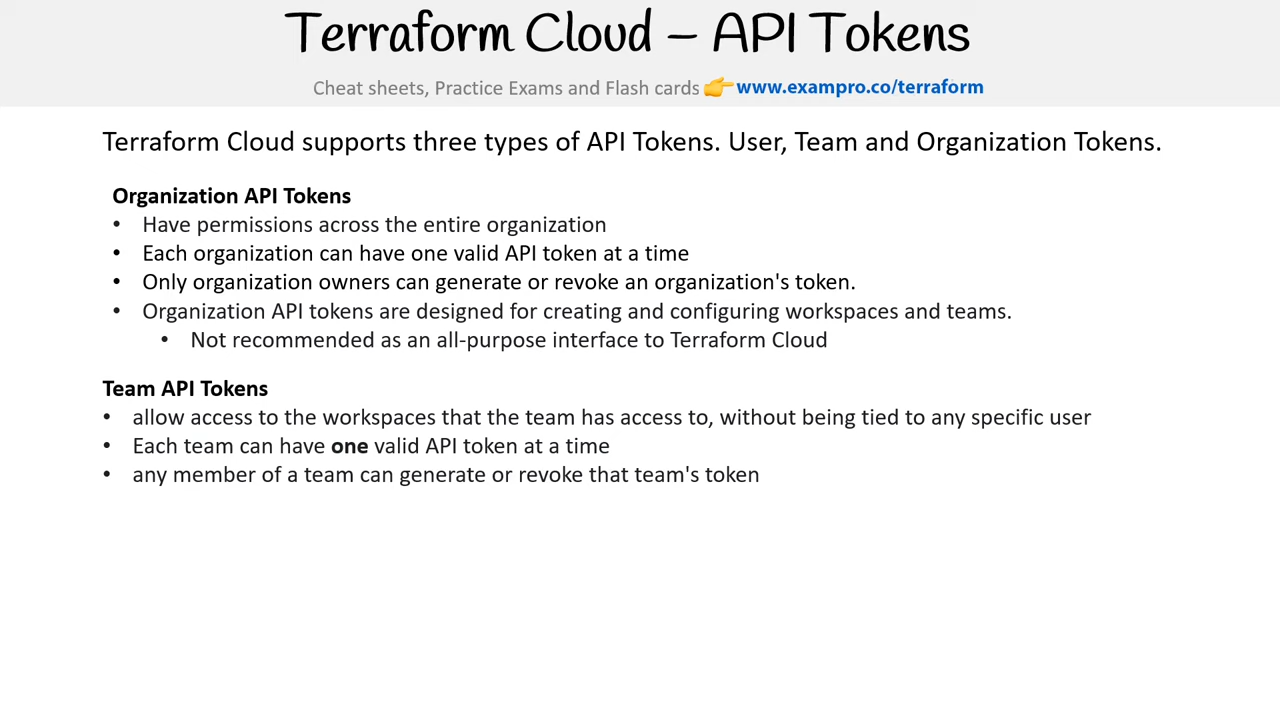 Terraform Cloud – API Tokens
Cheat sheets, Practice Exams and Flash cards 👉 www.exampro.co/terraform
Terraform Cloud supports three types of API Tokens. User, Team and Organization Tokens.
Organization API Tokens
• Have permissions across the entire organization
• Each organization can have one valid API token at a time
• Only organization owners can generate or revoke an organization's token.
• Organization API tokens are designed for creating and configuring workspaces and teams.
• Not recommended as an all-purpose interface to Terraform Cloud
Team API Tokens
• allow access to the workspaces that the team has access to, without being tied to any specific user
• Each team can have one valid API token at a time
• any member of a team can generate or revoke that team's token